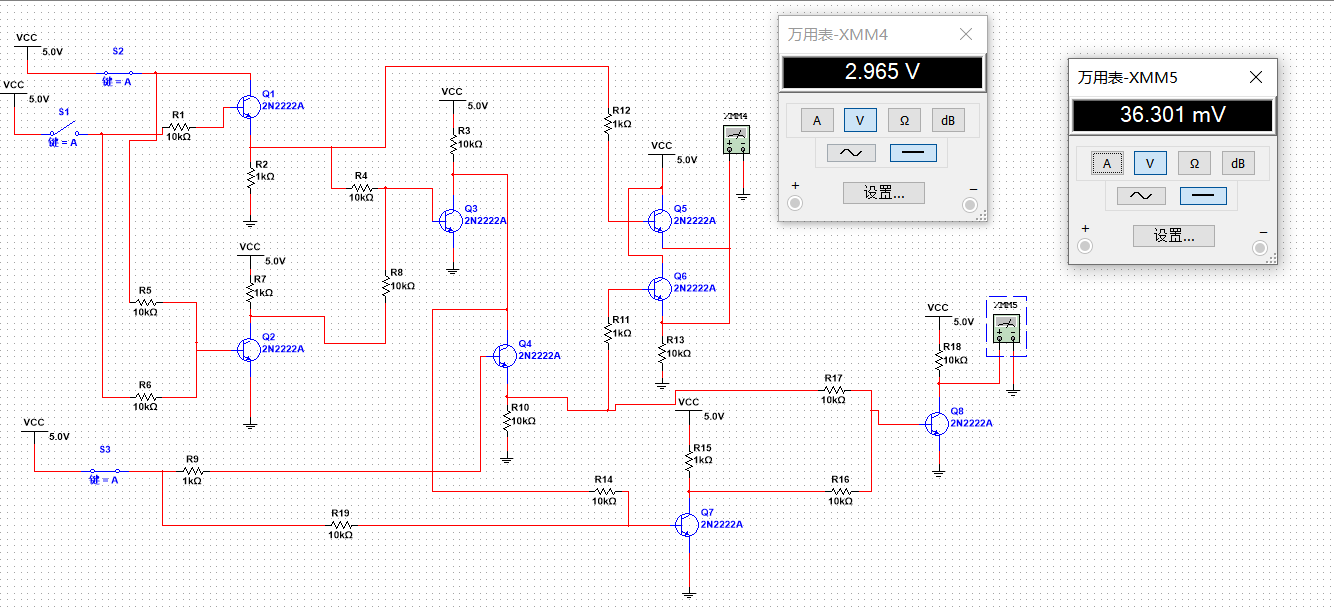 VCC
5.0V
S2
键 = A
VCC
5.0V
S1
键 = A
R1
10kΩ
Q1
2N2222A
R2
1kΩ
R4
10kΩ
VCC
5.0V
R3
10kΩ
Q3
2N2222A
R12
1kΩ
VCC
5.0V
XMM4
Q5
2N2222A
Q6
2N2222A
VCC
5.0V
R7
1kΩ
R8
10kΩ
R5
10kΩ
Q2
2N2222A
R6
10kΩ
Q4
2N2222A
R11
1kΩ
R13
10kΩ
R10
10kΩ
VCC
5.0V
S3
键 = A
R9
1kΩ
R19
10kΩ
R14
10kΩ
VCC
5.0V
R15
1kΩ
Q7
2N2222A
R17
10kΩ
R16
10kΩ
VCC
5.0V
R18
10kΩ
XMM5
Q8
2N2222A
万用表-XMM4
2.965 V
A
V
Ω
dB
设置...
+
–
万用表-XMM5
36.301 mV
A
V
Ω
dB
设置...
+
–